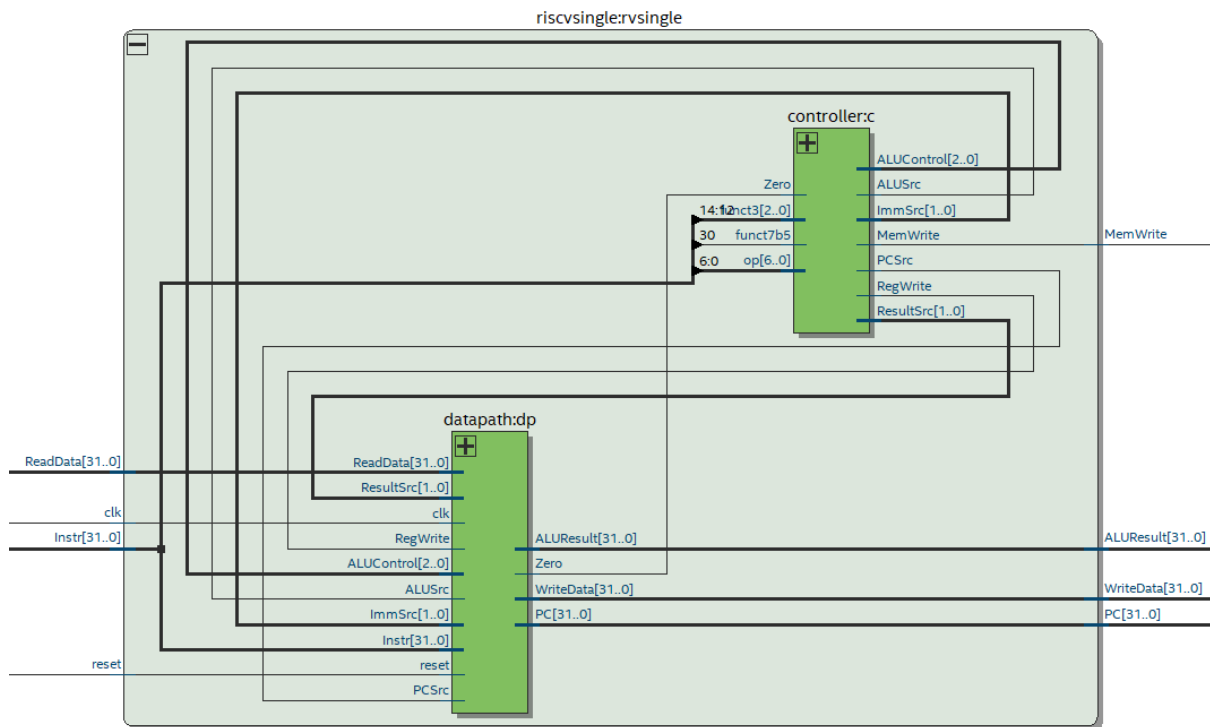 riscvsingle:rvsingle
controller:c
ALUControl[2..0]
Zero
ALUSrc
14:12
funct3[2..0]
ImmSrc[1..0]
30
funct7b5
MemWrite
MemWrite
6:0
op[6..0]
PCSrc
RegWrite
ResultSrc[1..0]
datapath:dp
ReadData[31..0]
ReadData[31..0]
ResultSrc[1..0]
clk
clk
Instr[31..0]
RegWrite
ALUResult[31..0]
ALUResult[31..0]
ALUControl[2..0]
Zero
ALUSrc
WriteData[31..0]
WriteData[31..0]
ImmSrc[1..0]
PC[31..0]
PC[31..0]
Instr[31..0]
reset
reset
PCSrc